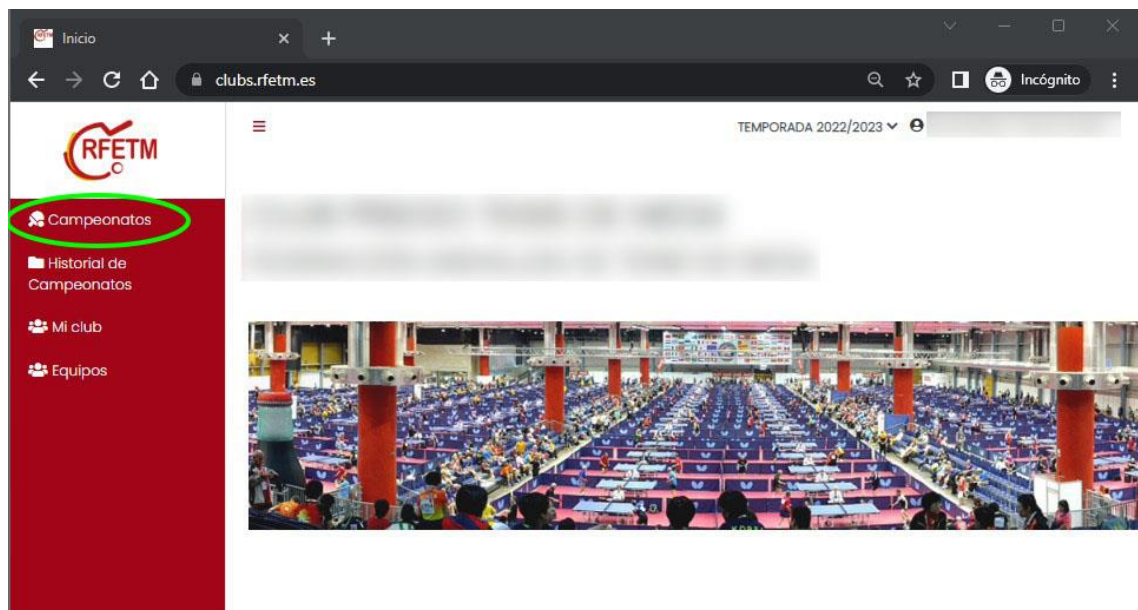 Inicio
clubs.rfetm.es
Incógnito
RFETM
TEMPORADA 2022/2023
Campeonatos
Historial de
Campeonatos
Mi club
Equipos